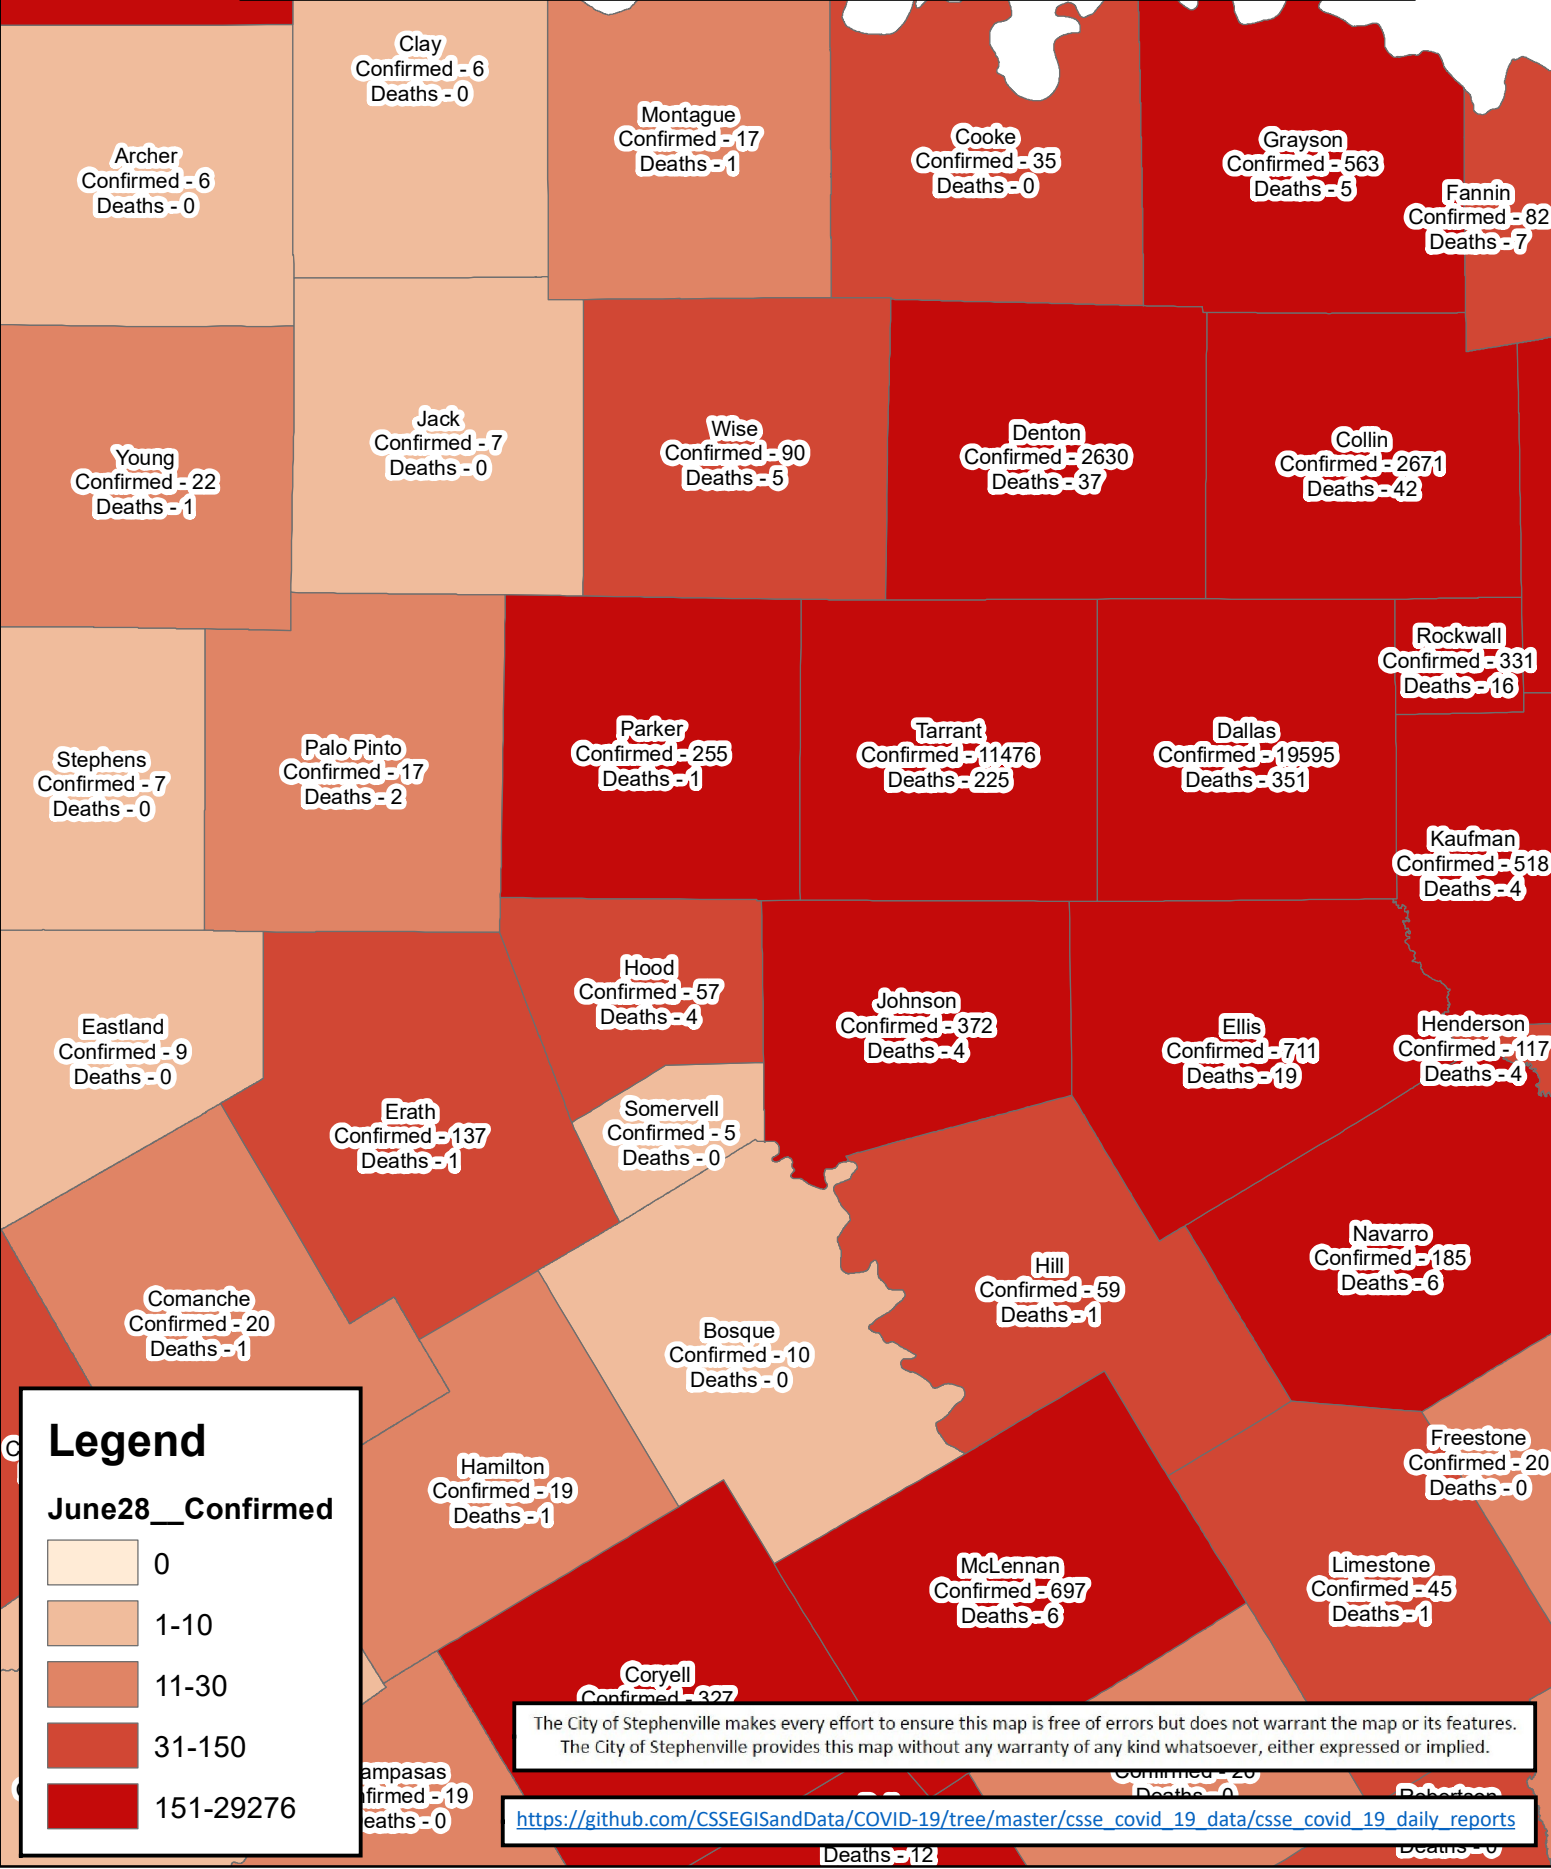 Clay
Confirmed - 6
Deaths - 0
Archer
Confirmed - 6
Deaths - 0
Montague
Confirmed - 17
Deaths - 1
Cooke
Confirmed - 35
Deaths - 0
Grayson
Confirmed - 563
Deaths - 5
Fannin
Confirmed - 82
Deaths - 7
Young
Confirmed - 22
Deaths - 1
Jack
Confirmed - 7
Deaths - 0
Wise
Confirmed - 90
Deaths - 5
Denton
Confirmed - 2630
Deaths - 37
Collin
Confirmed - 2671
Deaths - 42
Rockwall
Confirmed - 331
Deaths - 16
Stephens
Confirmed - 7
Deaths - 0
Palo Pinto
Confirmed - 17
Deaths - 2
Parker
Confirmed - 255
Deaths - 1
Tarrant
Confirmed - 11476
Deaths - 225
Dallas
Confirmed - 19595
Deaths - 351
Kaufman
Confirmed - 518
Deaths - 4
Eastland
Confirmed - 9
Deaths - 0
Erath
Confirmed - 137
Deaths - 1
Hood
Confirmed - 57
Deaths - 4
Somervell
Confirmed - 5
Deaths - 0
Johnson
Confirmed - 372
Deaths - 4
Ellis
Confirmed - 711
Deaths - 19
Henderson
Confirmed - 117
Deaths - 4
Comanche
Confirmed - 20
Deaths - 1
Bosque
Confirmed - 10
Deaths - 0
Hill
Confirmed - 59
Deaths - 1
Navarro
Confirmed - 185
Deaths - 6
Hamilton
Confirmed - 19
Deaths - 1
Freestone
Confirmed - 20
Deaths - 0
McLennan
Confirmed - 697
Deaths - 6
Limestone
Confirmed - 45
Deaths - 1
Coryell
Confirmed - 327
Legend
June28__Confirmed
0
1-10
11-30
31-150
151-29276
ampasas
nfirmed - 19
eaths - 0
The City of Stephenville makes every effort to ensure this map is free of errors but does not warrant the map or its features.
The City of Stephenville provides this map without any warranty of any kind whatsoever, either expressed or implied.
Deaths - 0
Robertson
https://github.com/CSSEGISandData/COVID-19/tree/master/csse_covid_19_data/csse_covid_19_daily_reports
Deaths - 12
Deaths - 0